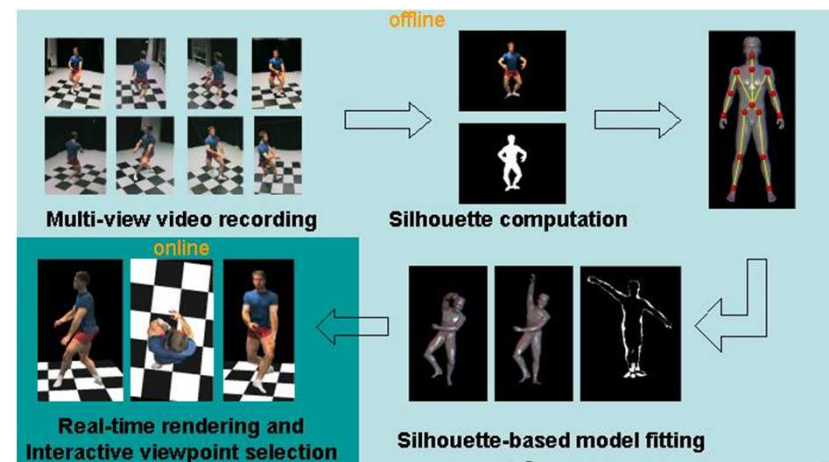 offline
Multi-view video recording
Silhouette computation
online
Real-time rendering and
Interactive viewpoint selection
Silhouette-based model fitting